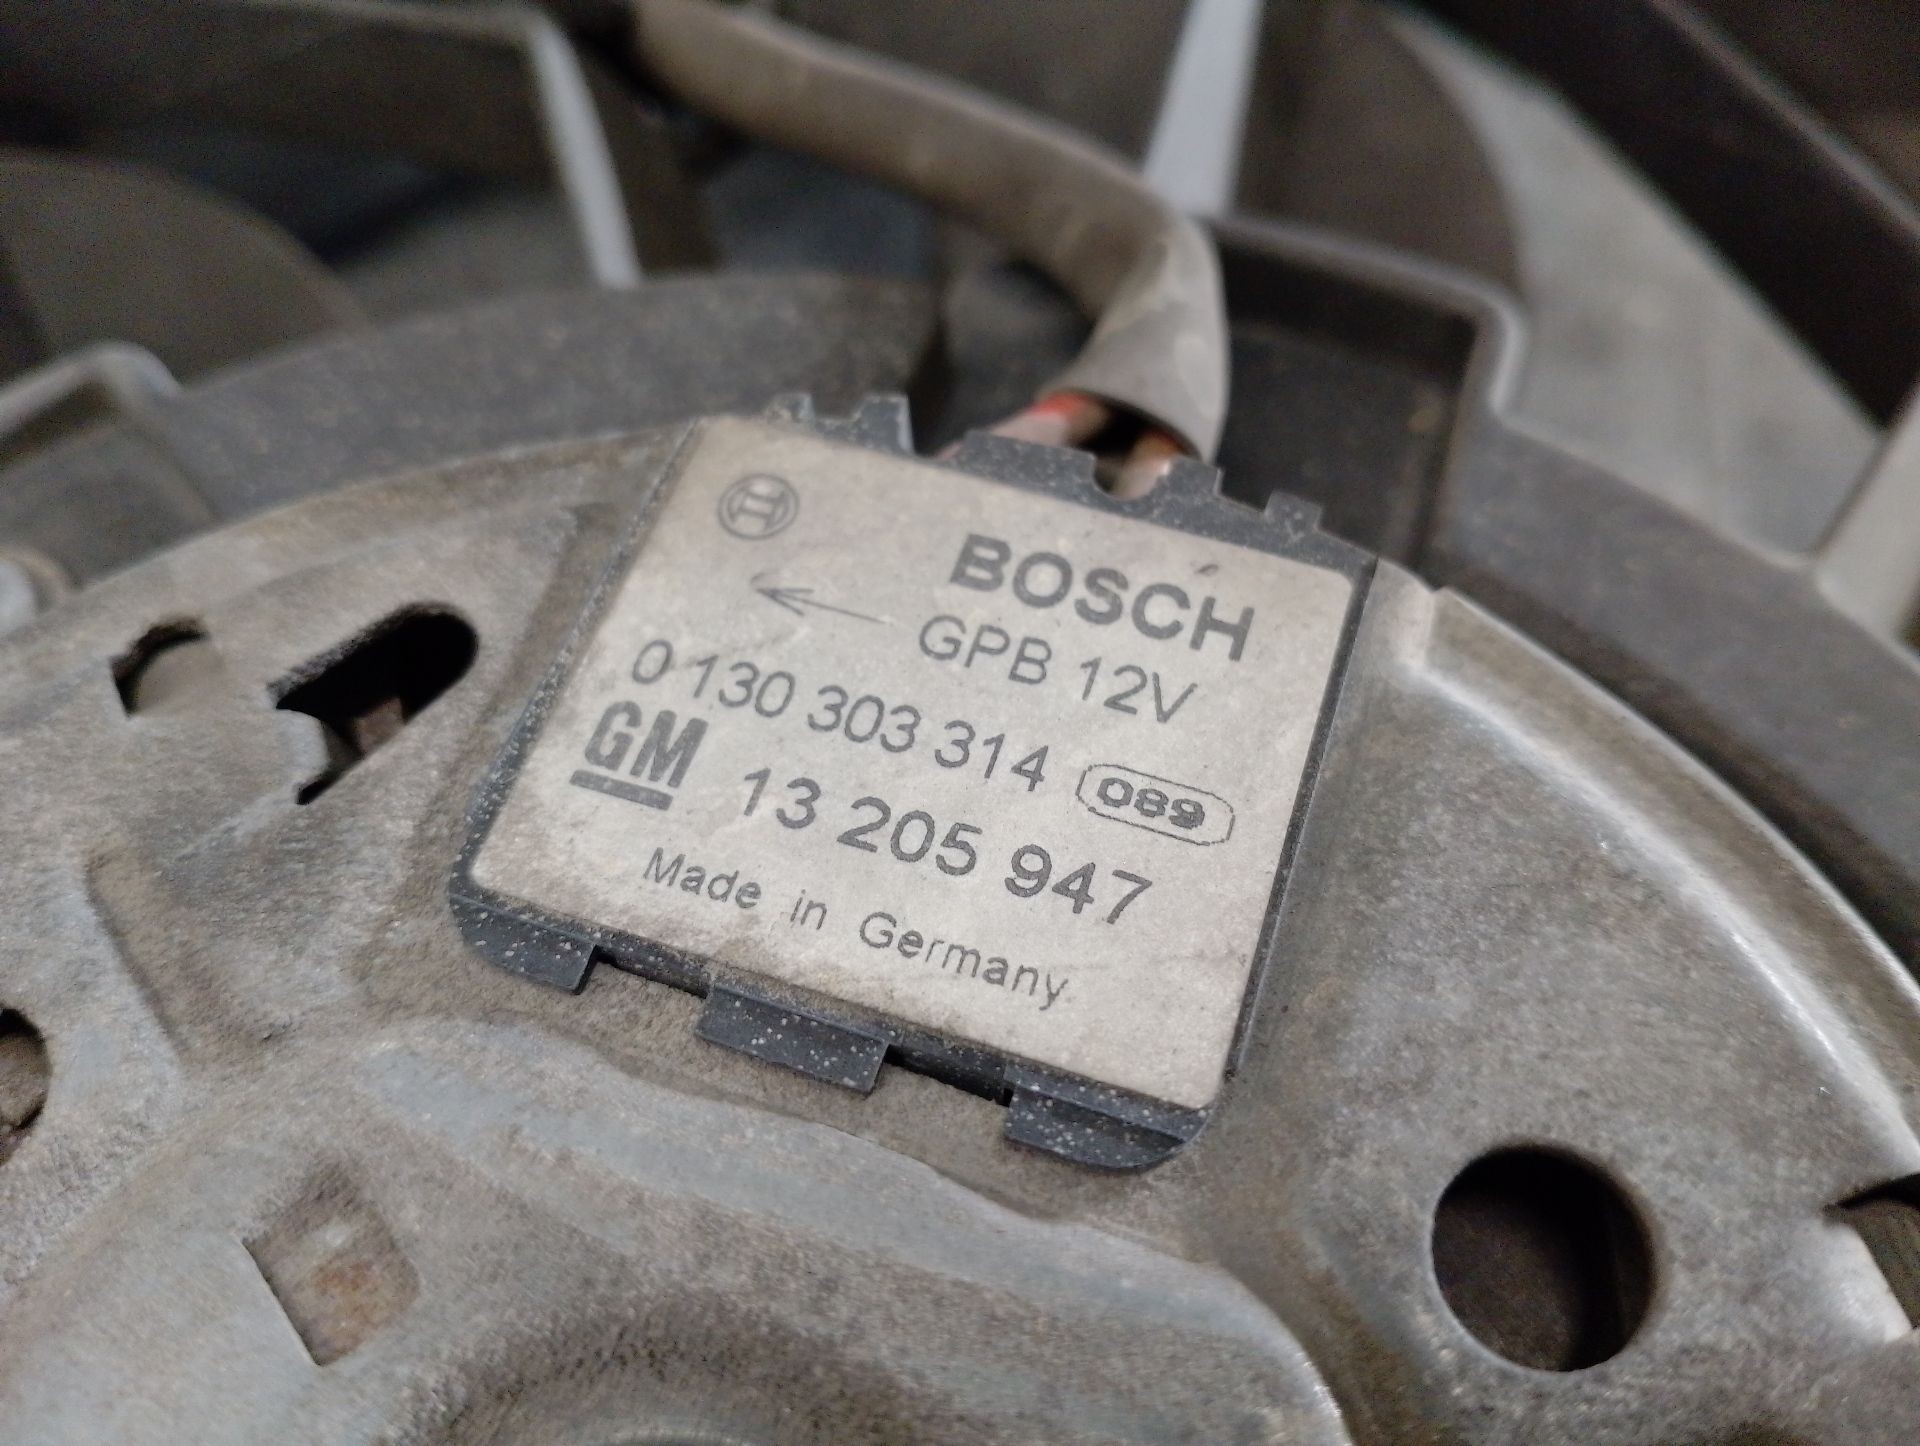 BOSCH
GPB 12V
0 130 303 314 089
GM 13 205 947
Made in Germany